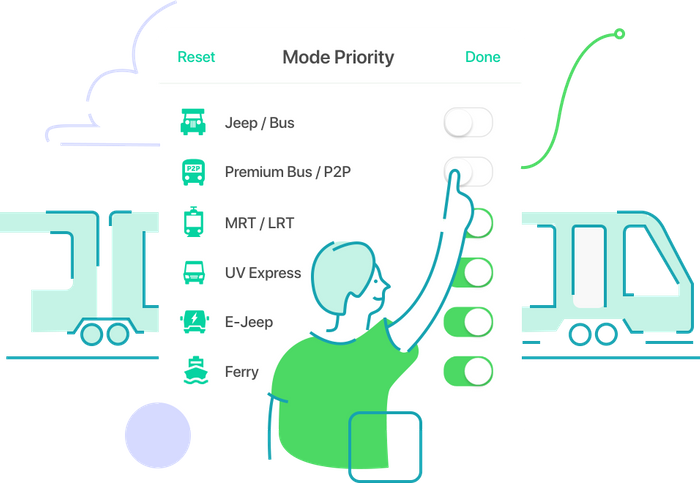 Reset Mode Priority Done
Jeep / Bus
P2P Premium Bus / P2P
MRT / LRT
UV Express
E-Jeep
Ferry